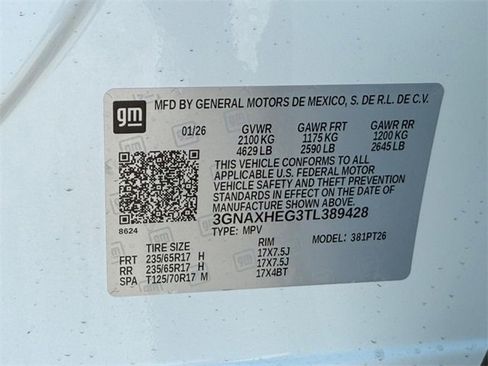 gm
MFD BY GENERAL MOTORS DE MEXICO, S. DE R.L. DE C.V.
01/26 GVWR GAWR FRT GAWR RR
2100 KG 1175 KG 1200 KG
4629 LB 2590 LB 2645 LB
THIS VEHICLE CONFORMS TO ALL
APPLICABLE U.S. FEDERAL MOTOR
VEHICLE SAFETY AND THEFT PREVENTION
STANDARDS IN EFFECT ON THE DATE OF
MANUFACTURE SHOWN ABOVE.
3GNAXHEG3TL389428
8624
TYPE: MPV MODEL: 381PT26
TIRE SIZE RIM
FRT 235/65R17 H 17X7.5J
RR 235/65R17 H 17X7.5J
SPA T125/70R17 M 17X4BT